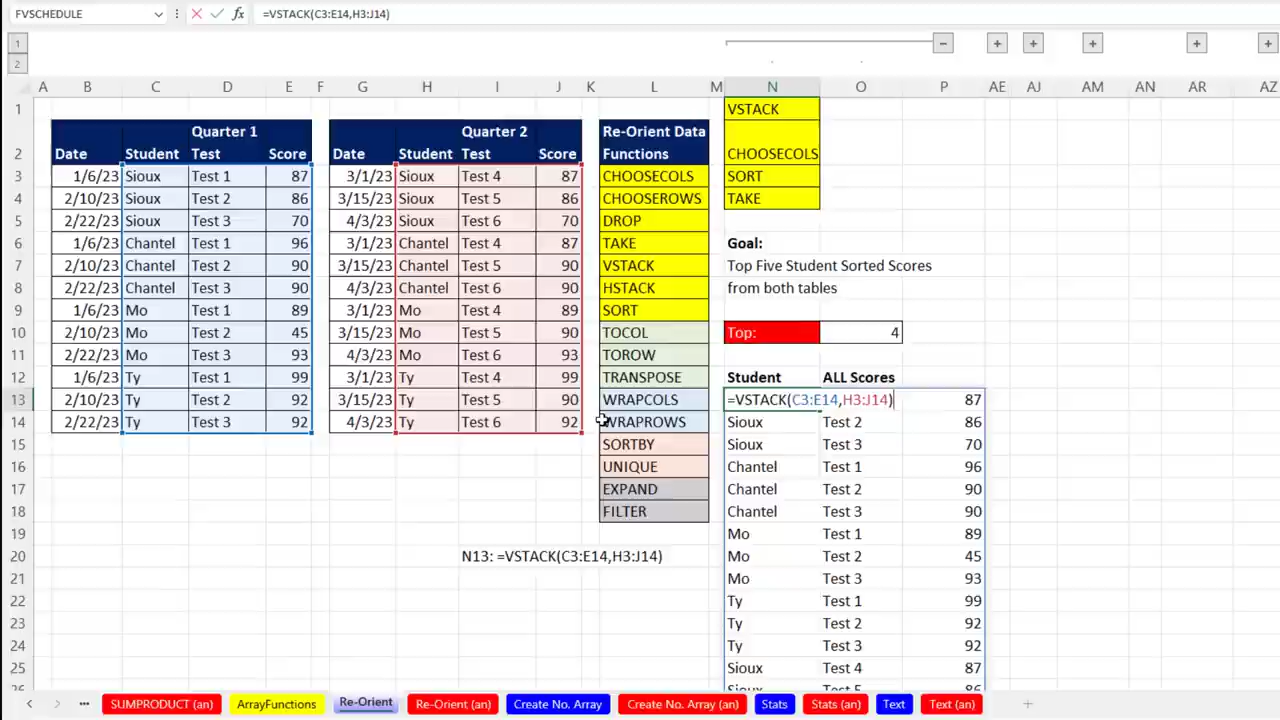 FVSCHEDULE fx =VSTACK(C3:E14,H3:J14)
1
2
A B C D E F G H I J K L M N O P AE AJ AM AN AR AZ
1 VSTACK
Quarter 1 Quarter 2 Re-Orient Data
2 Date Student Test Score Date Student Test Score Functions CHOOSECOLS
3 1/6/23 Sioux Test 1 87 3/1/23 Sioux Test 4 87 CHOOSECOLS SORT
4 2/10/23 Sioux Test 2 86 3/15/23 Sioux Test 5 86 CHOOSEROWS TAKE
5 2/22/23 Sioux Test 3 70 4/3/23 Sioux Test 6 70 DROP
6 1/6/23 Chantel Test 1 96 3/1/23 Chantel Test 4 87 TAKE Goal:
7 2/10/23 Chantel Test 2 90 3/15/23 Chantel Test 5 90 VSTACK Top Five Student Sorted Scores
8 2/22/23 Chantel Test 3 90 4/3/23 Chantel Test 6 90 HSTACK from both tables
9 1/6/23 Mo Test 1 89 3/1/23 Mo Test 4 89 SORT
10 2/10/23 Mo Test 2 45 3/15/23 Mo Test 5 90 TOCOL Top: 4
11 2/22/23 Mo Test 3 93 4/3/23 Mo Test 6 93 TOROW
12 1/6/23 Ty Test 1 99 3/1/23 Ty Test 4 99 TRANSPOSE Student ALL Scores
13 2/10/23 Ty Test 2 92 3/15/23 Ty Test 5 90 WRAPCOLS =VSTACK(C3:E14,H3:J14) 87
14 2/22/23 Ty Test 3 92 4/3/23 Ty Test 6 92 WRAPROWS Sioux Test 2 86
15 SORTBY Sioux Test 3 70
16 UNIQUE Chantel Test 1 96
17 EXPAND Chantel Test 2 90
18 FILTER Chantel Test 3 90
19 Mo Test 1 89
20 N13: =VSTACK(C3:E14,H3:J14) Mo Test 2 45
21 Mo Test 3 93
22 Ty Test 1 99
23 Ty Test 2 92
24 Ty Test 3 92
25 Sioux Test 4 87
26 Sioux Test 5 86
SUMPRODUCT (an) ArrayFunctions Re-Orient Re-Orient (an) Create No. Array Create No. Array (an) Stats Stats (an) Text Text (an)